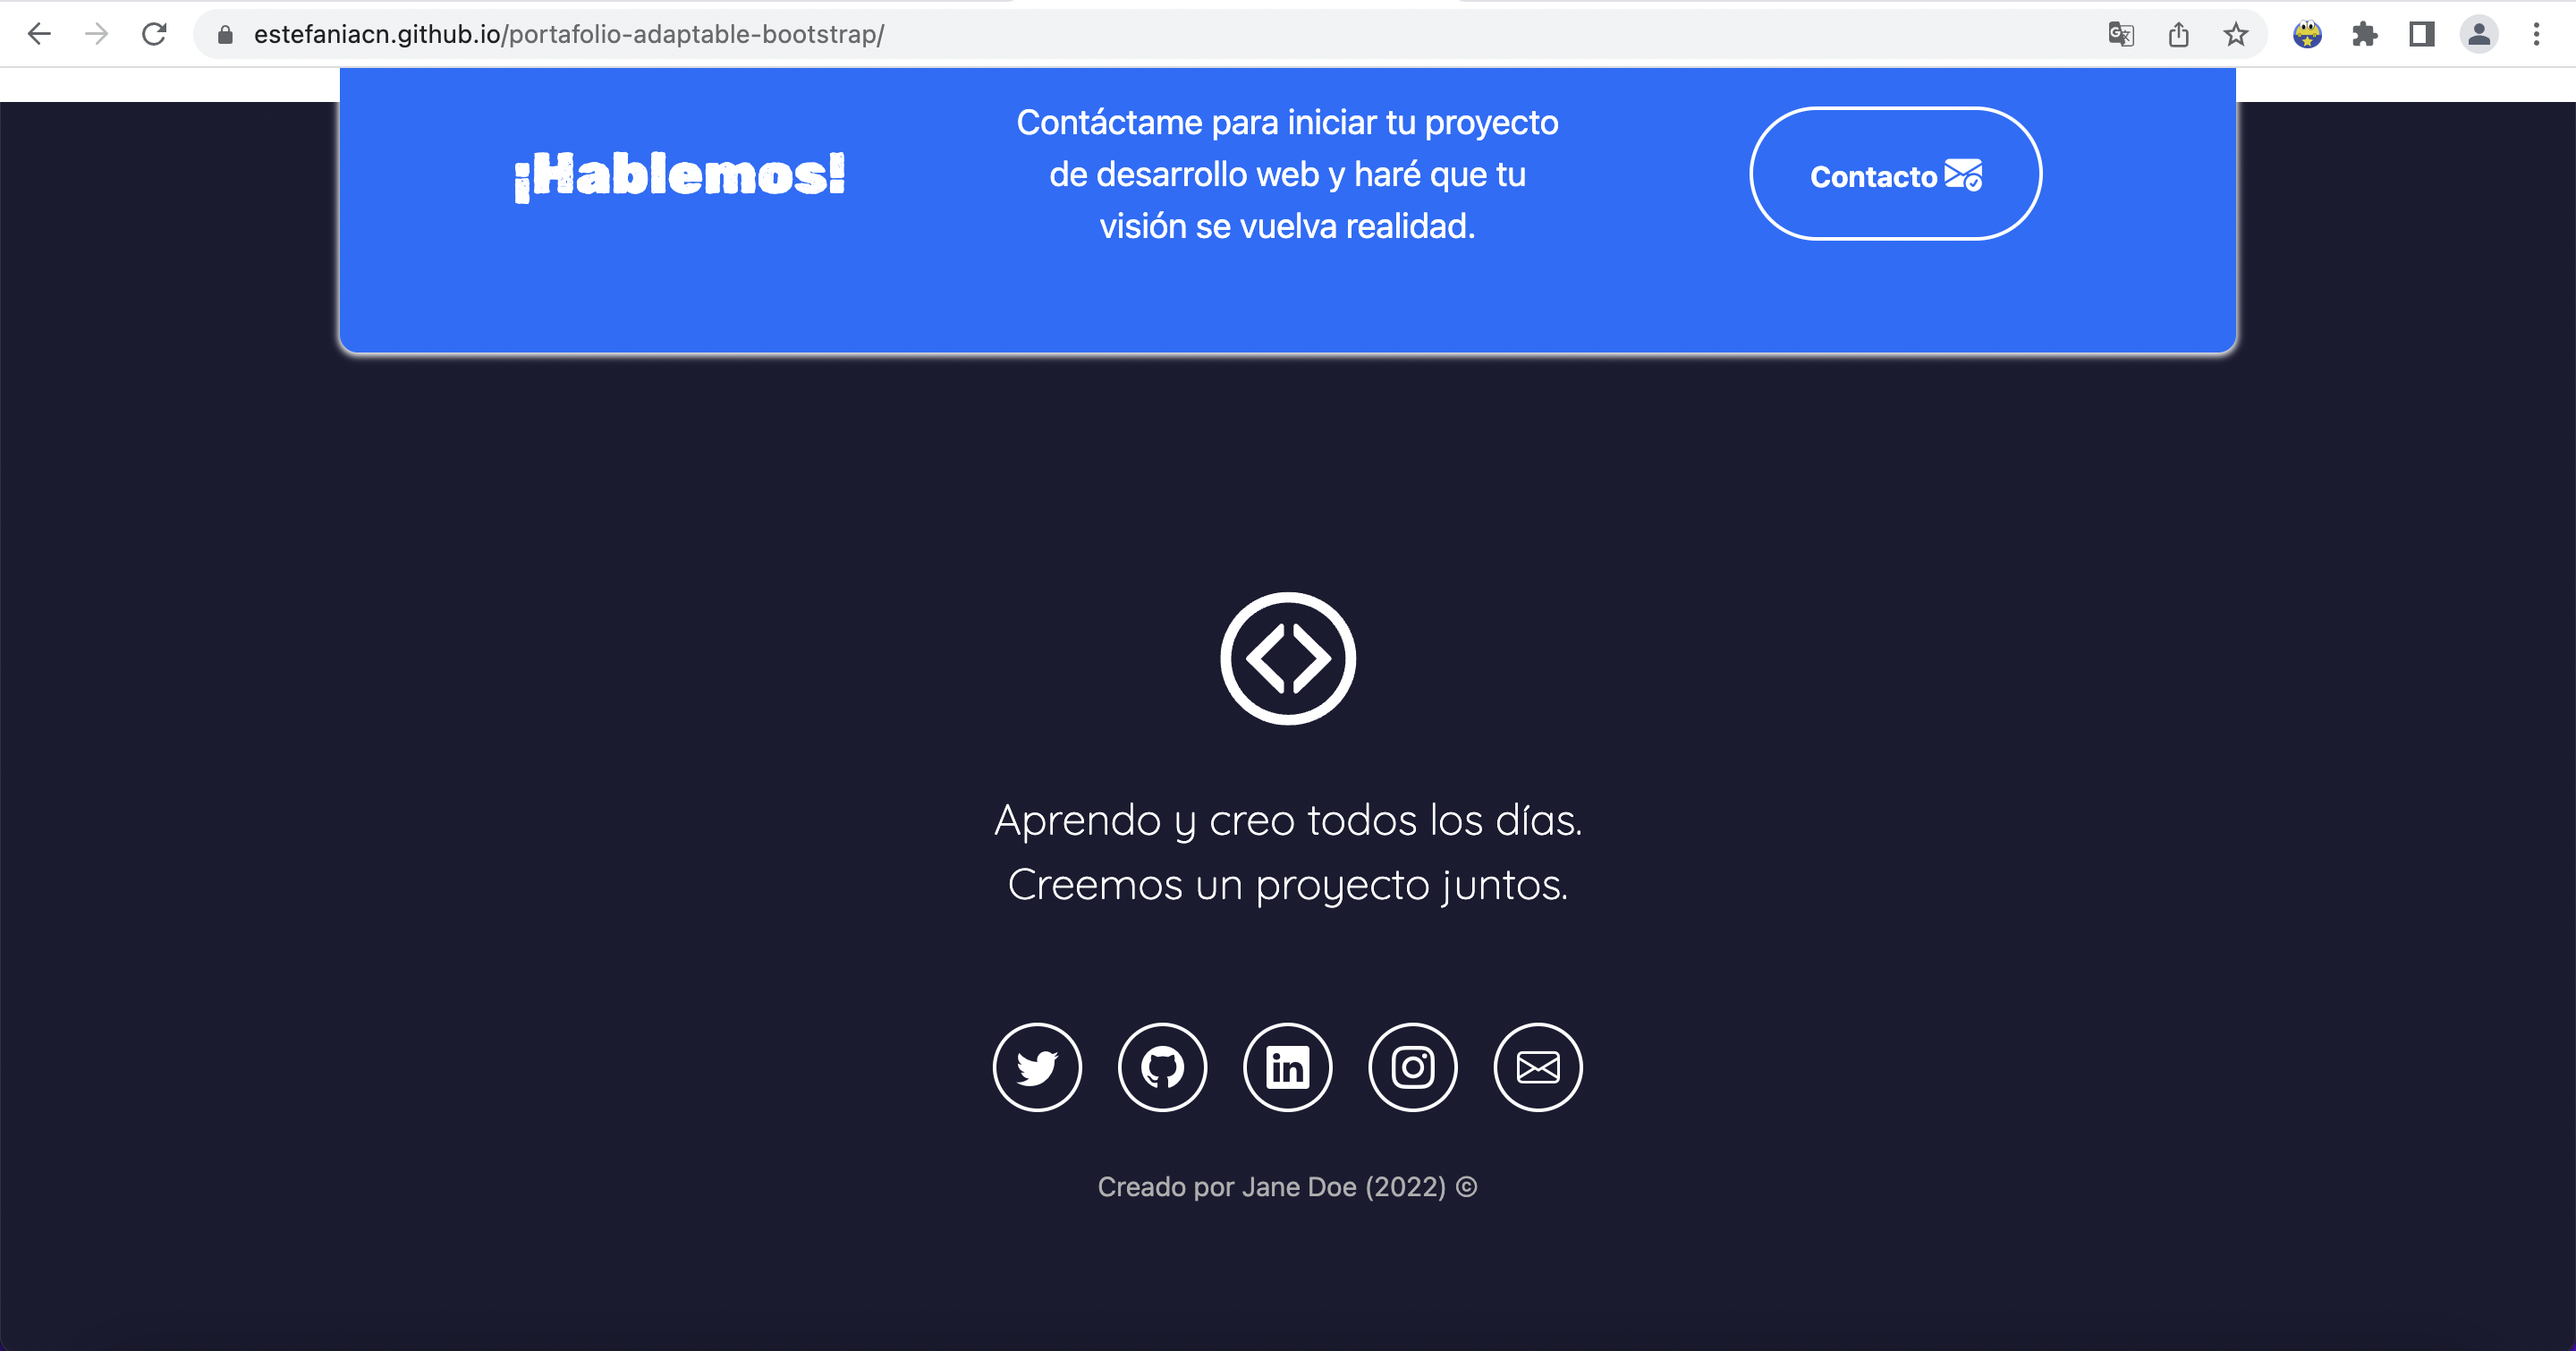 estefaniacn.github.io/portafolio-adaptable-bootstrap/
¡Hablemos!
Contáctame para iniciar tu proyecto
de desarrollo web y haré que tu
visión se vuelva realidad.
Contacto
Aprendo y creo todos los días.
Creemos un proyecto juntos.
Creado por Jane Doe (2022) ©